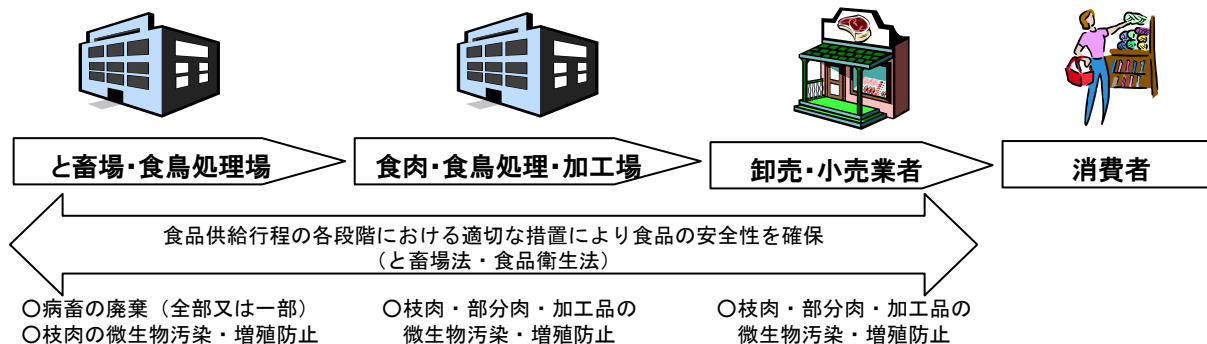 と畜場・食鳥処理場
食肉・食鳥処理・加工場
卸売・小売業者
消費者
食品供給行程の各段階における適切な措置により食品の安全性を確保
（と畜場法・食品衛生法）
○病畜の廃棄（全部又は一部）
○枝肉の微生物汚染・増殖防止
○枝肉・部分肉・加工品の
微生物汚染・増殖防止
○枝肉・部分肉・加工品の
微生物汚染・増殖防止